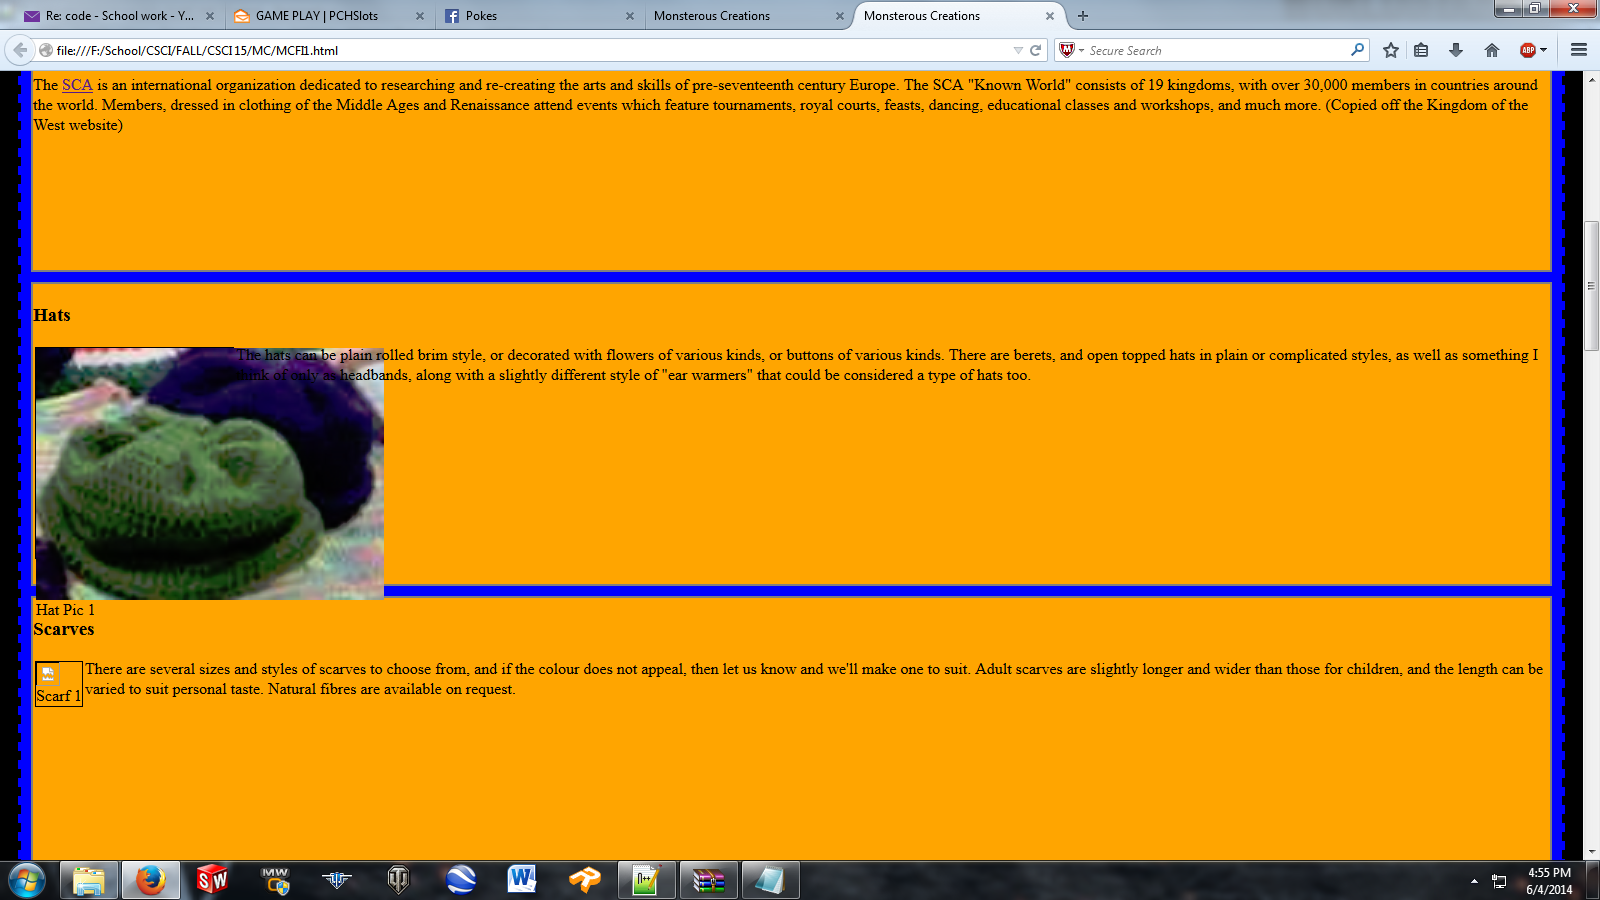 Re: code - School work - Y...
GAME PLAY | PCHSlots
Pokes
Monsterous Creations
Monsterous Creations
file:///F:/School/CSCI/FALL/CSCI15/MC/MCFI1.html
Secure Search
ABP
The SCA is an international organization dedicated to researching and re-creating the arts and skills of pre-seventeenth century Europe. The SCA "Known World" consists of 19 kingdoms, with over 30,000 members in countries around
the world. Members, dressed in clothing of the Middle Ages and Renaissance attend events which feature tournaments, royal courts, feasts, dancing, educational classes and workshops, and much more. (Copied off the Kingdom of the
West website)
Hats
The hats can be plain rolled brim style, or decorated with flowers of various kinds, or buttons of various kinds. There are berets, and open topped hats in plain or complicated styles, as well as something I
think of only as headbands, along with a slightly different style of "ear warmers" that could be considered a type of hats too.
Hat Pic 1
Scarves
There are several sizes and styles of scarves to choose from, and if the colour does not appeal, then let us know and we'll make one to suit. Adult scarves are slightly longer and wider than those for children, and the length can be
varied to suit personal taste. Natural fibres are available on request.
Scarf 1
SW
MW
W
N++
4:55 PM
6/4/2014